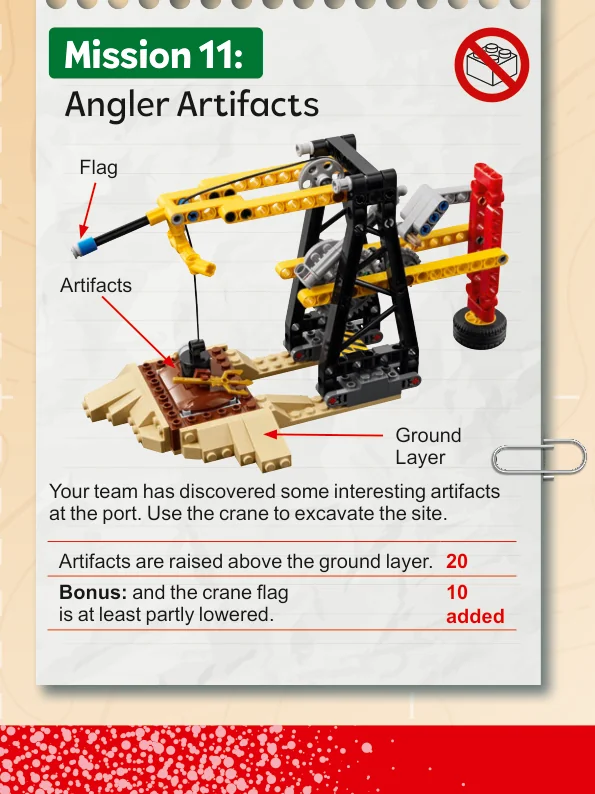 Mission 11:
Angler Artifacts
Flag
Artifacts
Ground
Layer
Your team has discovered some interesting artifacts
at the port. Use the crane to excavate the site.
Artifacts are raised above the ground layer. 20
Bonus: and the crane flag 10
is at least partly lowered. added